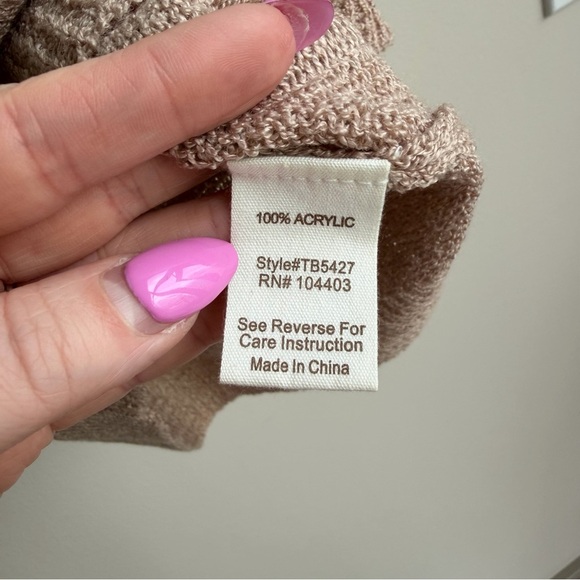 100% ACRYLIC
Style#TB5427
RN# 104403
See Reverse For
Care Instruction
Made In China